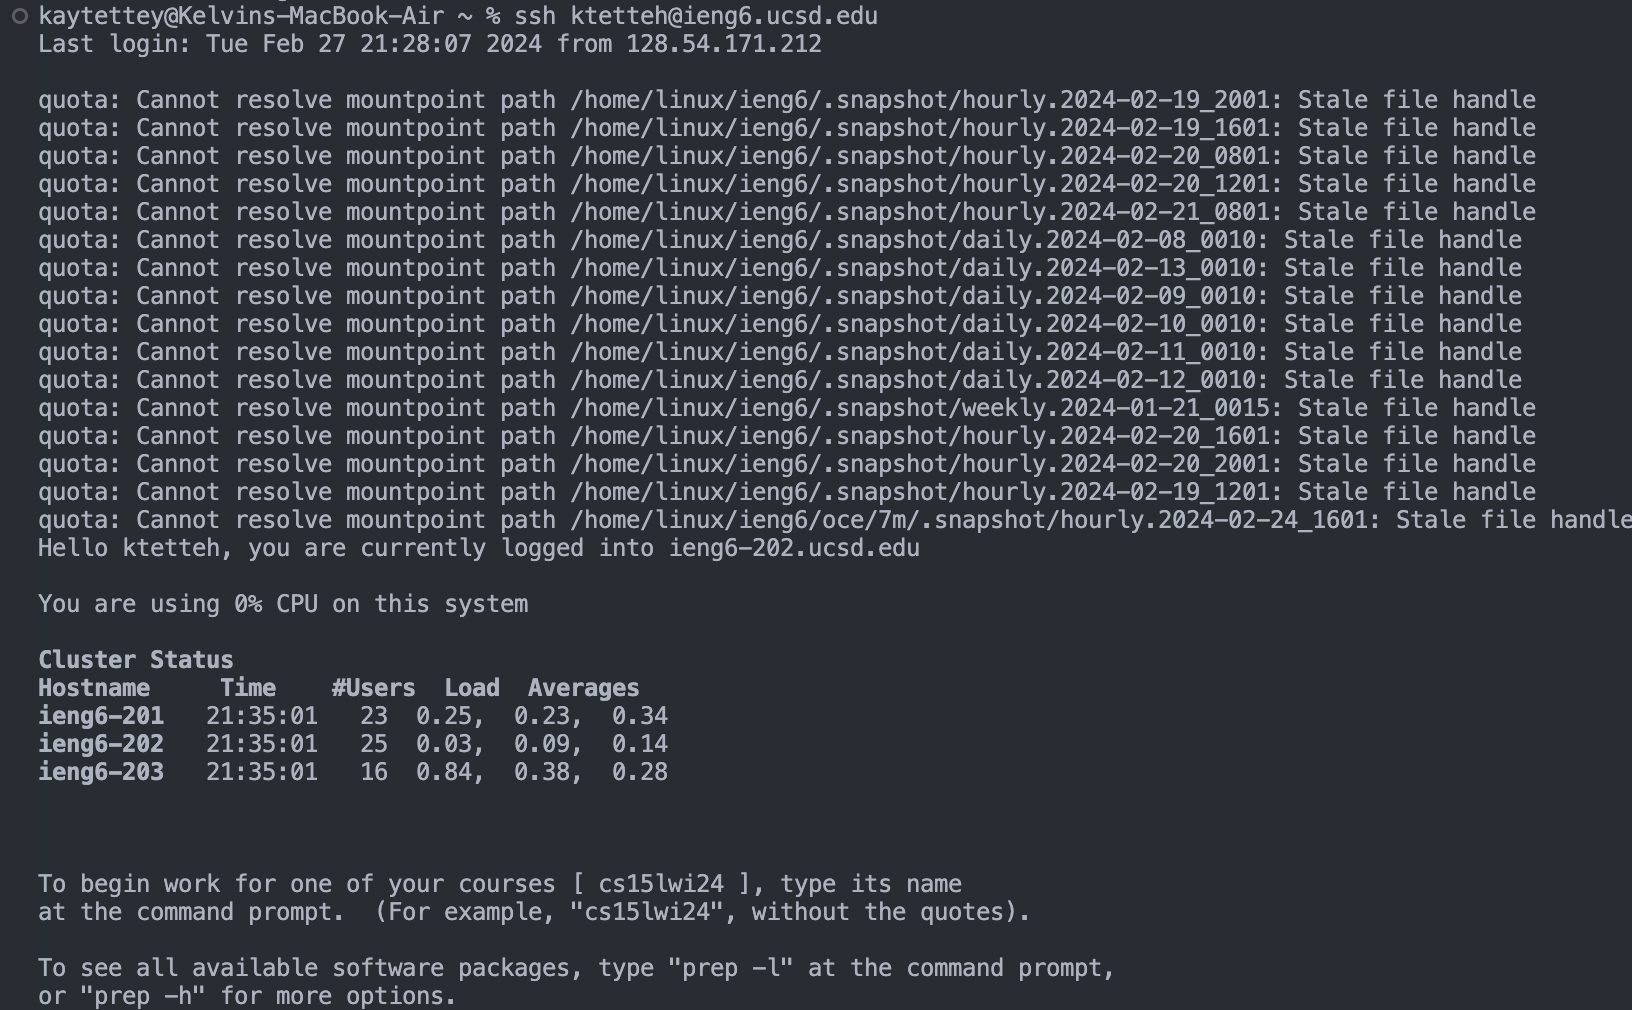 kaytettey@Kelvins-MacBook-Air ~ % ssh ktetteh@ieng6.ucsd.edu
Last login: Tue Feb 27 21:28:07 2024 from 128.54.171.212
quota: Cannot resolve mountpoint path /home/linux/ieng6/.snapshot/hourly.2024-02-19_2001: Stale file handle
quota: Cannot resolve mountpoint path /home/linux/ieng6/.snapshot/hourly.2024-02-19_1601: Stale file handle
quota: Cannot resolve mountpoint path /home/linux/ieng6/.snapshot/hourly.2024-02-20_0801: Stale file handle
quota: Cannot resolve mountpoint path /home/linux/ieng6/.snapshot/hourly.2024-02-20_1201: Stale file handle
quota: Cannot resolve mountpoint path /home/linux/ieng6/.snapshot/hourly.2024-02-21_0801: Stale file handle
quota: Cannot resolve mountpoint path /home/linux/ieng6/.snapshot/daily.2024-02-08_0010: Stale file handle
quota: Cannot resolve mountpoint path /home/linux/ieng6/.snapshot/daily.2024-02-13_0010: Stale file handle
quota: Cannot resolve mountpoint path /home/linux/ieng6/.snapshot/daily.2024-02-09_0010: Stale file handle
quota: Cannot resolve mountpoint path /home/linux/ieng6/.snapshot/daily.2024-02-10_0010: Stale file handle
quota: Cannot resolve mountpoint path /home/linux/ieng6/.snapshot/daily.2024-02-11_0010: Stale file handle
quota: Cannot resolve mountpoint path /home/linux/ieng6/.snapshot/daily.2024-02-12_0010: Stale file handle
quota: Cannot resolve mountpoint path /home/linux/ieng6/.snapshot/weekly.2024-01-21_0015: Stale file handle
quota: Cannot resolve mountpoint path /home/linux/ieng6/.snapshot/hourly.2024-02-20_1601: Stale file handle
quota: Cannot resolve mountpoint path /home/linux/ieng6/.snapshot/hourly.2024-02-20_2001: Stale file handle
quota: Cannot resolve mountpoint path /home/linux/ieng6/.snapshot/hourly.2024-02-19_1201: Stale file handle
quota: Cannot resolve mountpoint path /home/linux/ieng6/oce/7m/.snapshot/hourly.2024-02-24_1601: Stale file handle
Hello ktetteh, you are currently logged into ieng6-202.ucsd.edu
You are using 0% CPU on this system
Cluster Status
Hostname     Time    #Users  Load  Averages
ieng6-201   21:35:01   23  0.25,  0.23,  0.34
ieng6-202   21:35:01   25  0.03,  0.09,  0.14
ieng6-203   21:35:01   16  0.84,  0.38,  0.28
To begin work for one of your courses [ cs15lwi24 ], type its name
at the command prompt.  (For example, "cs15lwi24", without the quotes).
To see all available software packages, type "prep -l" at the command prompt,
or "prep -h" for more options.